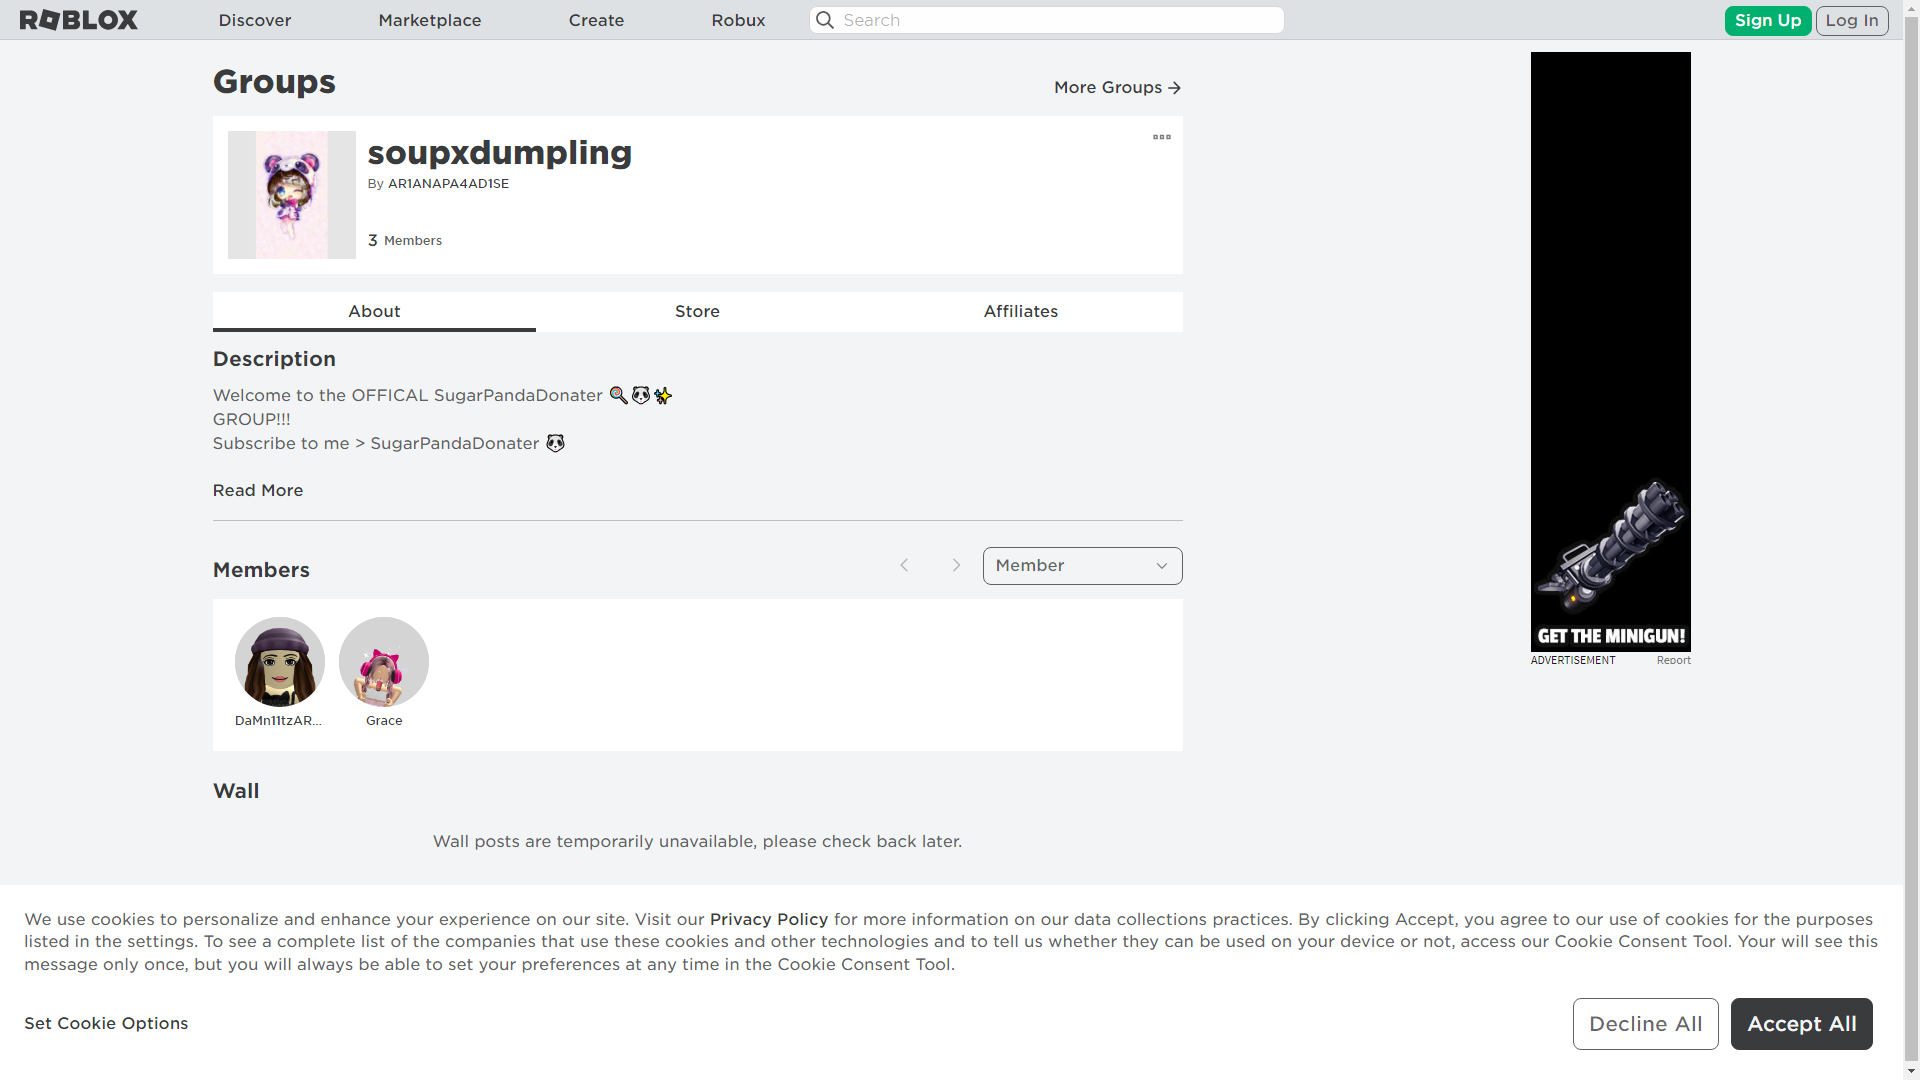 ROBLOX Discover Marketplace Create Robux Search Sign Up Log In
Groups
More Groups
soupxdumpling
By AR1ANAPA4AD1SE
3 Members
About Store Affiliates
Description
Welcome to the OFFICAL SugarPandaDonater 🍭🐼✨
GROUP!!!
Subscribe to me > SugarPandaDonater 🐼
Read More
Members
Member
DaMn11tzAR... Grace
Wall
Wall posts are temporarily unavailable, please check back later.
GET THE MINIGUN!
ADVERTISEMENT Report
We use cookies to personalize and enhance your experience on our site. Visit our Privacy Policy for more information on our data collections practices. By clicking Accept, you agree to our use of cookies for the purposes
listed in the settings. To see a complete list of the companies that use these cookies and other technologies and to tell us whether they can be used on your device or not, access our Cookie Consent Tool. Your will see this
message only once, but you will always be able to set your preferences at any time in the Cookie Consent Tool.
Set Cookie Options
Decline All
Accept All